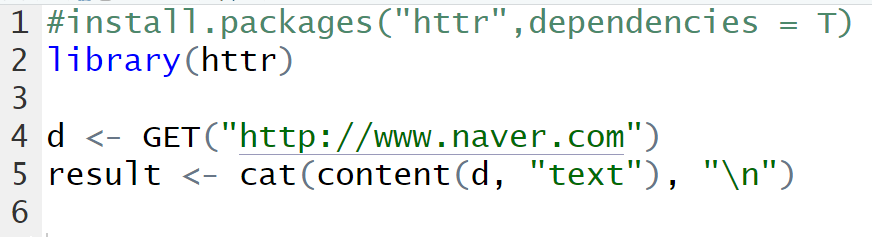 1 #install.packages("httr",dependencies = T)
2 library(httr)
3
4 d <- GET("http://www.naver.com")
5 result <- cat(content(d, "text"), "\n")
6